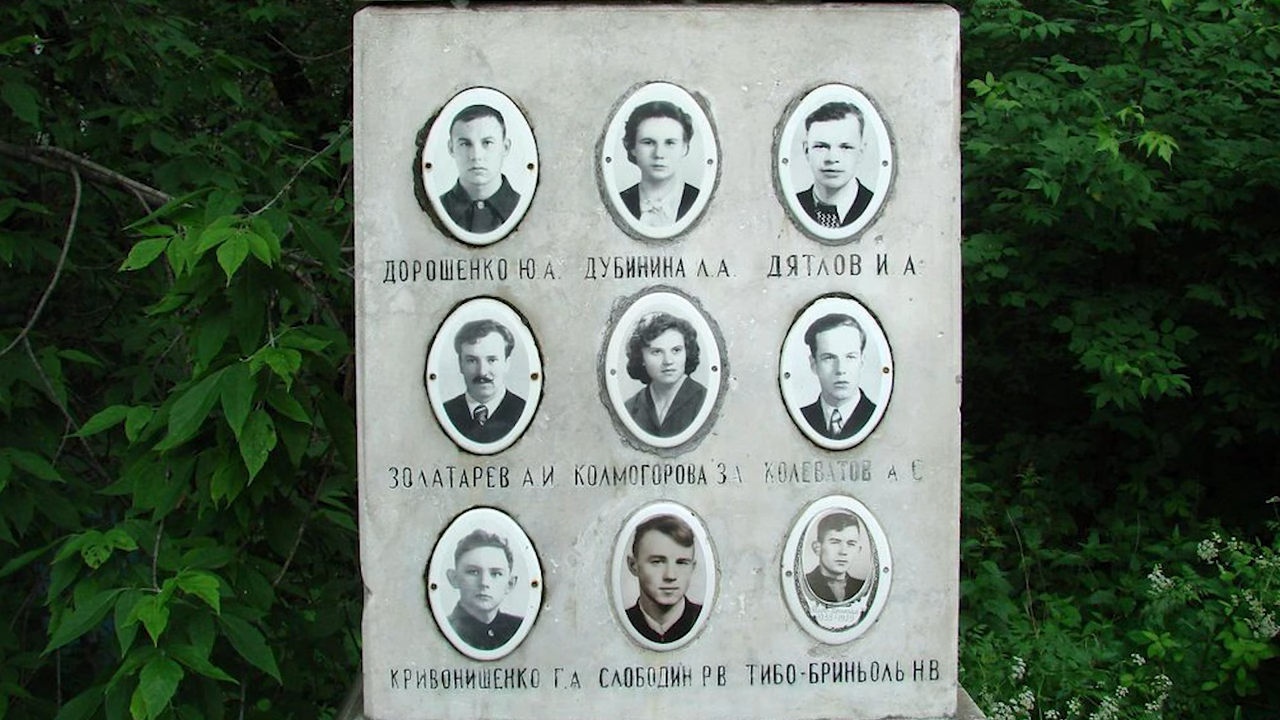 ДОРОШЕНКО Ю.А. ДУБИНИНА Л.А. ДЯТЛОВ И А
ЗОЛАТАРЕВ А И КОЛМОГОРОВА З А КОЛЕВАТОВ А С
КРИВОНИШЕНКО Г.А СЛОБОДИН Р В ТИБО-БРИНЬОЛЬ Н В